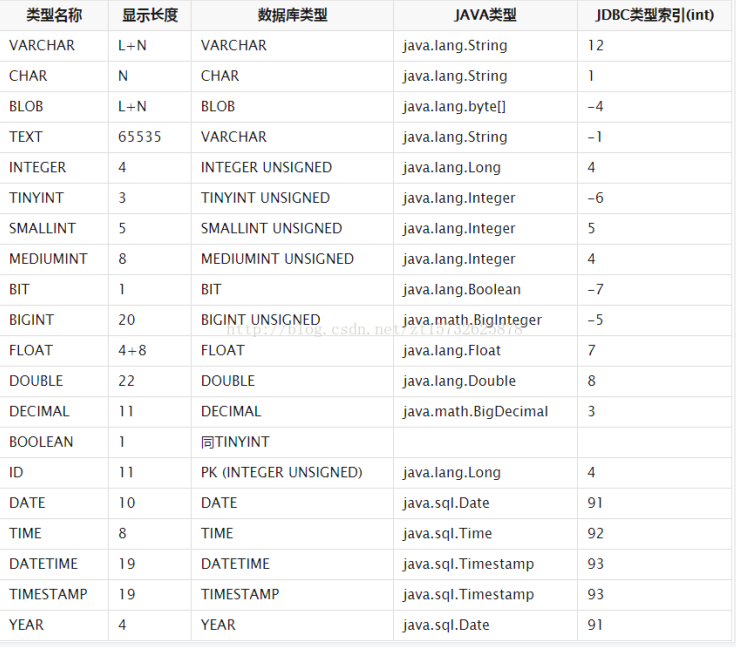 类型名称 显示长度 数据库类型 JAVA类型 JDBC类型索引(int)
VARCHAR L+N VARCHAR java.lang.String 12
CHAR N CHAR java.lang.String 1
BLOB L+N BLOB java.lang.byte[] -4
TEXT 65535 VARCHAR java.lang.String -1
INTEGER 4 INTEGER UNSIGNED java.lang.Long 4
TINYINT 3 TINYINT UNSIGNED java.lang.Integer -6
SMALLINT 5 SMALLINT UNSIGNED java.lang.Integer 5
MEDIUMINT 8 MEDIUMINT UNSIGNED java.lang.Integer 4
BIT 1 BIT java.lang.Boolean -7
BIGINT 20 BIGINT UNSIGNED java.math.BigInteger -5
FLOAT 4+8 FLOAT java.lang.Float 7
DOUBLE 22 DOUBLE java.lang.Double 8
DECIMAL 11 DECIMAL java.math.BigDecimal 3
BOOLEAN 1 同TINYINT
ID 11 PK (INTEGER UNSIGNED) java.lang.Long 4
DATE 10 DATE java.sql.Date 91
TIME 8 TIME java.sql.Time 92
DATETIME 19 DATETIME java.sql.Timestamp 93
TIMESTAMP 19 TIMESTAMP java.sql.Timestamp 93
YEAR 4 YEAR java.sql.Date 91